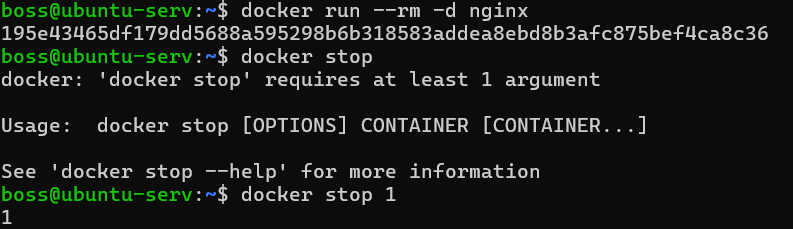 boss@ubuntu-serv:~$ docker run --rm -d nginx
195e43465df179dd5688a595298b6b318583addea8ebd8b3afc875bef4ca8c36
boss@ubuntu-serv:~$ docker stop
docker: 'docker stop' requires at least 1 argument
Usage:  docker stop [OPTIONS] CONTAINER [CONTAINER...]
See 'docker stop --help' for more information
boss@ubuntu-serv:~$ docker stop 1
1